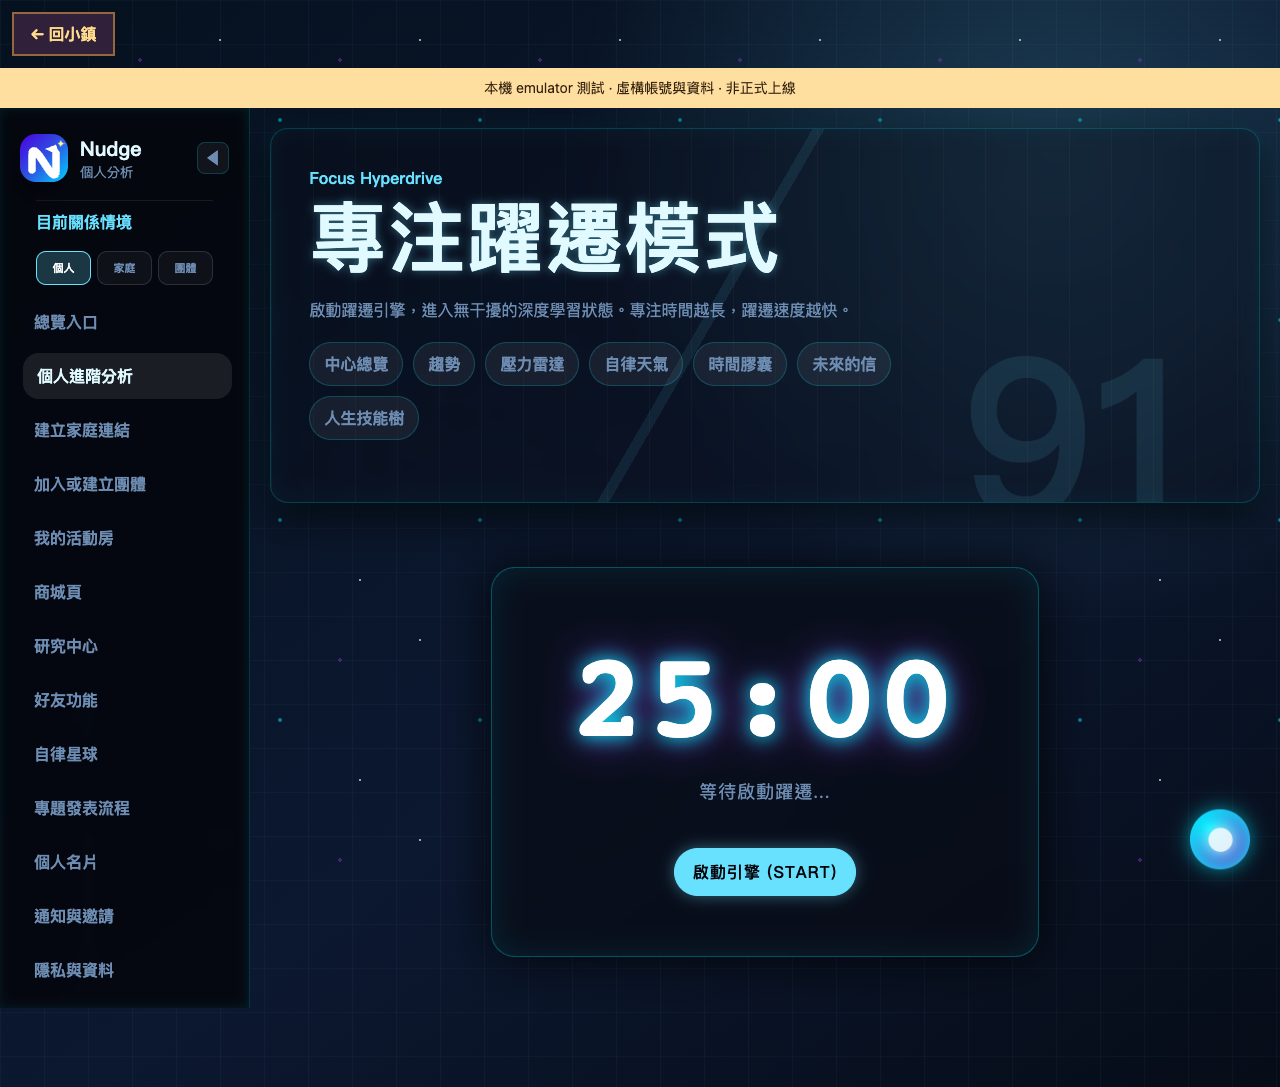 ← 回小鎮
本機 emulator 測試 · 虛構帳號與資料 · 非正式上線
Nudge
個人分析
目前關係情境
個人 家庭 團體
總覽入口
個人進階分析
建立家庭連結
加入或建立團體
我的活動房
商城頁
研究中心
好友功能
自律星球
專題發表流程
個人名片
通知與邀請
隱私與資料
Focus Hyperdrive
專注躍遷模式
啟動躍遷引擎，進入無干擾的深度學習狀態。專注時間越長，躍遷速度越快。
中心總覽 趨勢 壓力雷達 自律天氣 時間膠囊 未來的信
人生技能樹
91
25:00
等待啟動躍遷...
啟動引擎 (START)